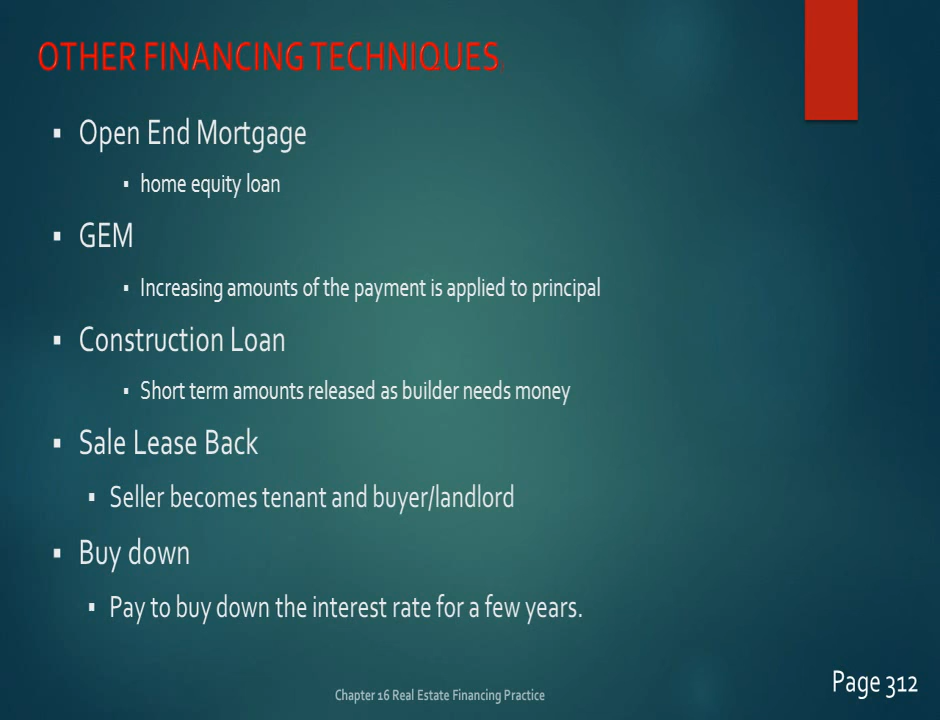 OTHER FINANCING TECHNIQUES.
▪ Open End Mortgage
▪ home equity loan
▪ GEM
▪ Increasing amounts of the payment is applied to principal
▪ Construction Loan
▪ Short term amounts released as builder needs money
▪ Sale Lease Back
▪ Seller becomes tenant and buyer/landlord
▪ Buy down
▪ Pay to buy down the interest rate for a few years.
Chapter 16 Real Estate Financing Practice
Page 312